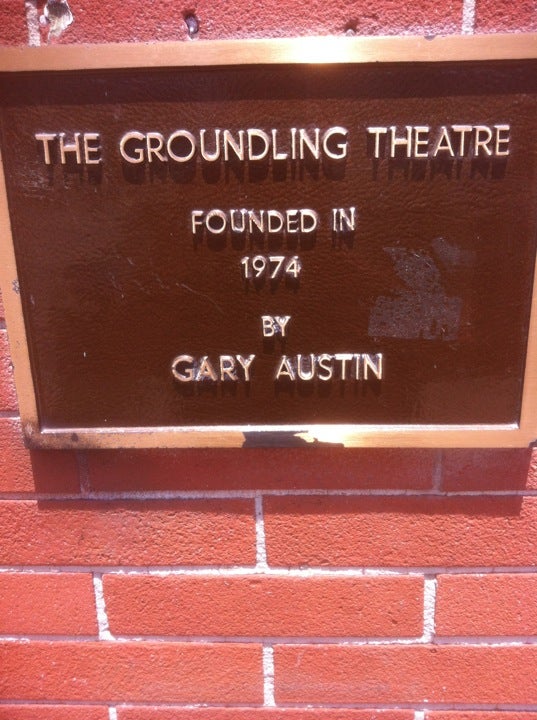 THE GROUNDLING THEATRE
FOUNDED IN
1974
BY
GARY AUSTIN